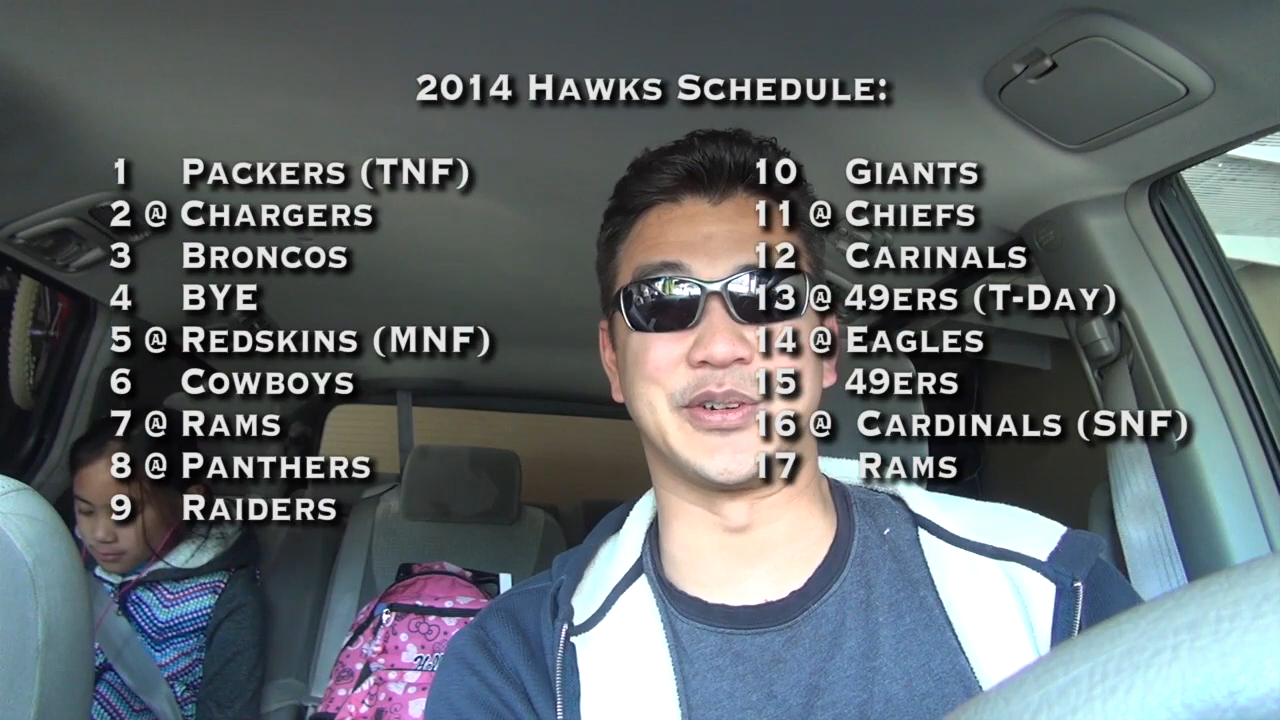 2014 Hawks Schedule:
1 Packers (TNF)
2 @ Chargers
3 Broncos
4 BYE
5 @ Redskins (MNF)
6 Cowboys
7 @ Rams
8 @ Panthers
9 Raiders
10 Giants
11 @ Chiefs
12 Carinals
13 @ 49ers (T-Day)
14 @ Eagles
15 49ers
16 @ Cardinals (SNF)
17 Rams